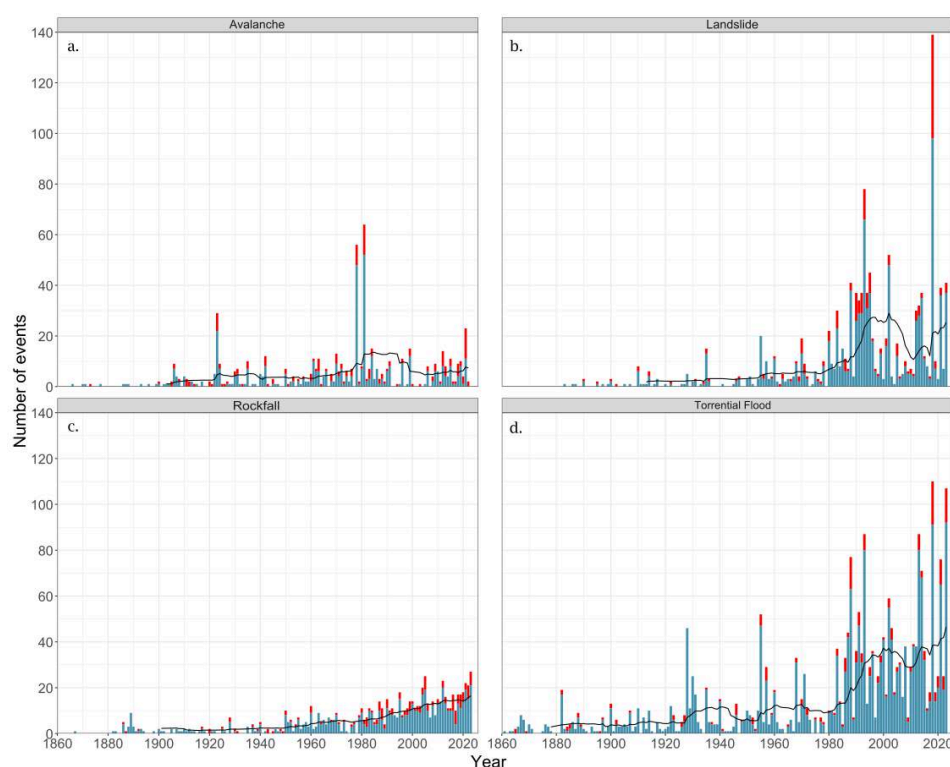 Avalanche
Landslide
a.
b.
140
120
100
80
60
40
20
0
Number of events
Rockfall
Torrential Flood
c.
d.
140
120
100
80
60
40
20
0
1860 1880 1900 1920 1940 1960 1980 2000 2020
1860 1880 1900 1920 1940 1960 1980 2000 2020
Year